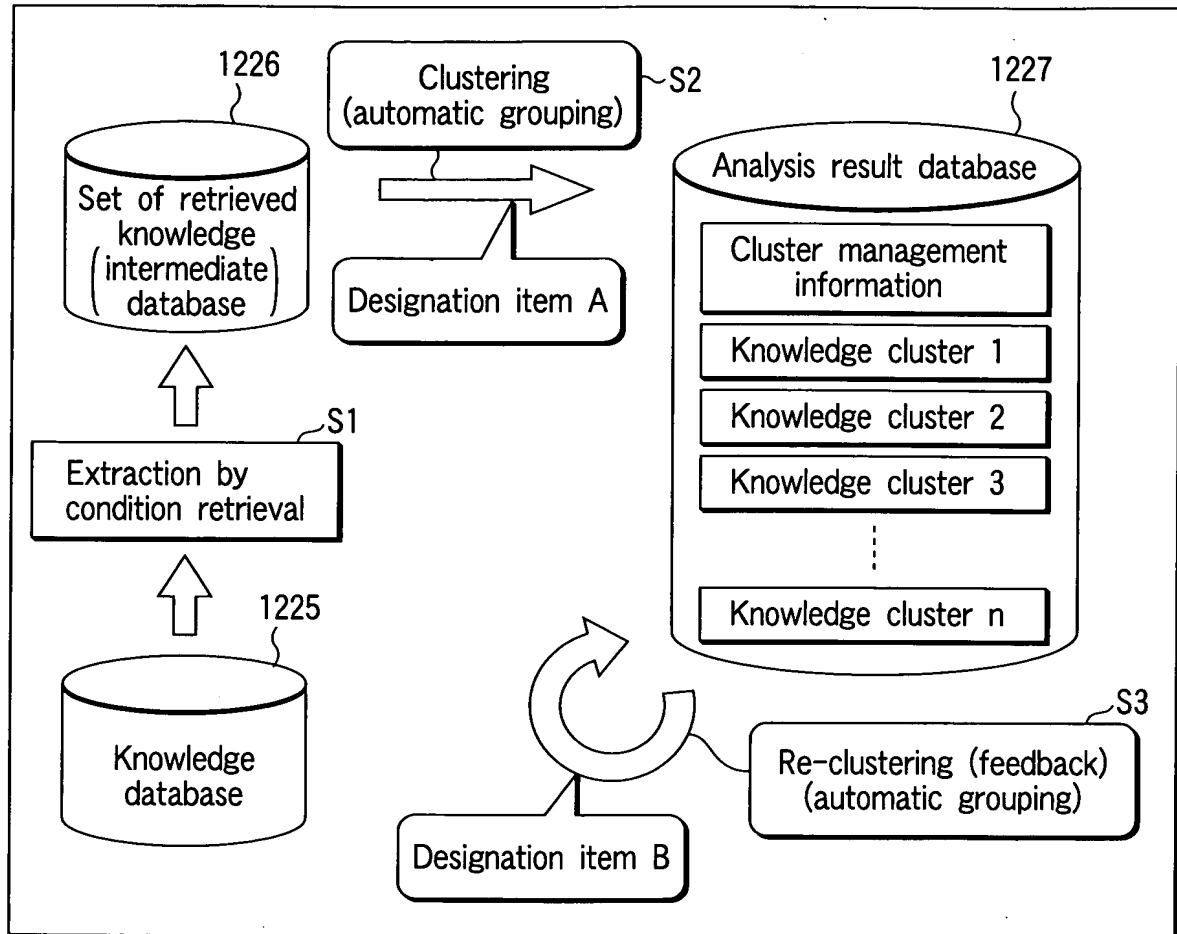 1226
Set of retrieved
knowledge
(intermediate
database)
Clustering
(automatic grouping)
S2
Designation item A
1227
Analysis result database
Cluster management
information
Knowledge cluster 1
Knowledge cluster 2
Knowledge cluster 3
Knowledge cluster n
S1
Extraction by
condition retrieval
1225
Knowledge
database
S3
Re-clustering (feedback)
(automatic grouping)
Designation item B